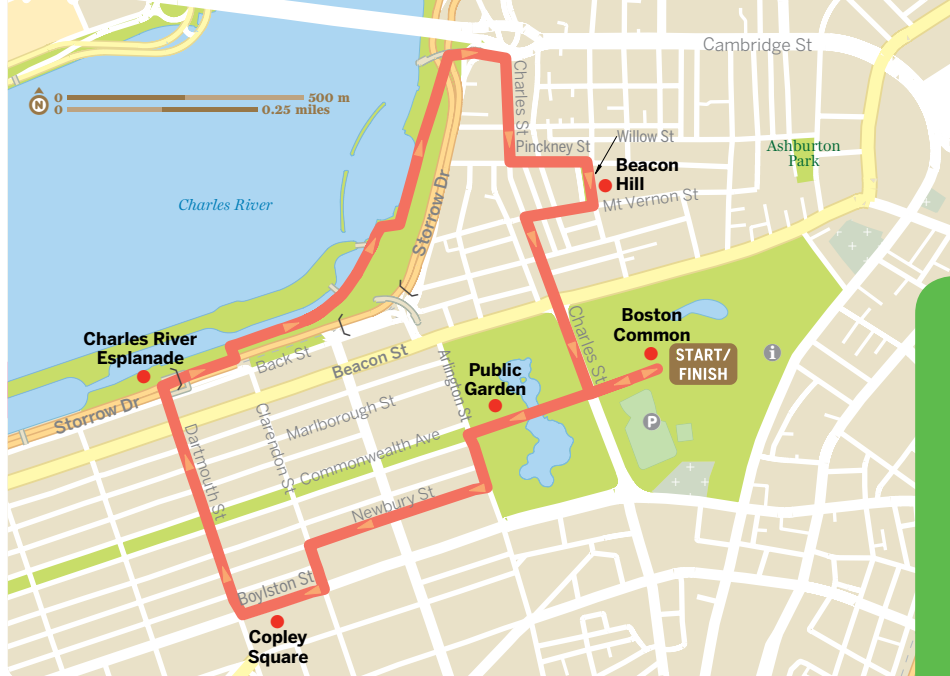 Cambridge St
Charles St
0 500 m
N
0 0.25 miles
Willow St
Pinckney St
Ashburton
Park
Beacon
Hill
Mt Vernon St
Charles River
Storrow Dr
Boston
Common
START/
FINISH
i
Charles St
Charles River
Esplanade
Back St
Beacon St
Arlington St
Public
Garden
P
Storrow Dr
Marlborough St
Clarendon St
Commonwealth Ave
Dartmouth St
Newbury St
Boylston St
Copley
Square